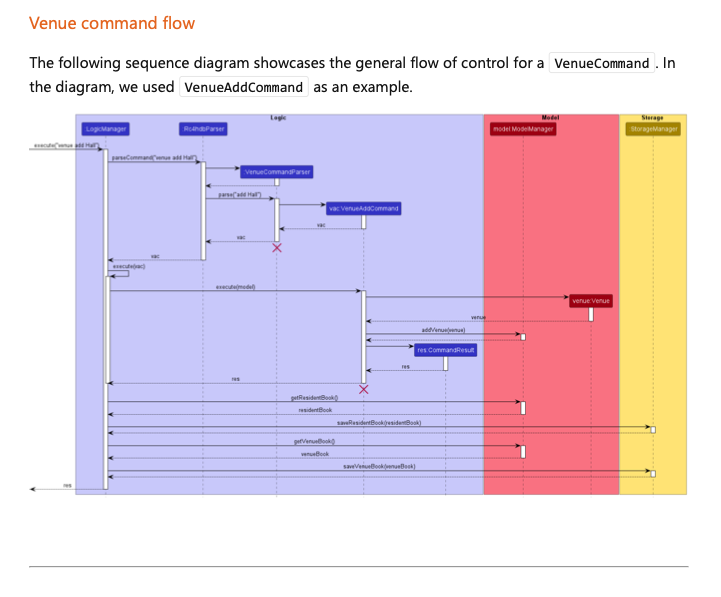 Venue command flow
The following sequence diagram showcases the general flow of control for a VenueCommand . In
the diagram, we used VenueAddCommand as an example.
Logic
Model
Storage
LogicManager
Rc4hdbParser
model:ModelManager
StorageManager
execute("venue add Hall")
parseCommand("venue add Hall")
VenueCommandParser
parse("add Hall")
vac:VenueAddCommand
vac
vac
vac
execute(vac)
execute(model)
venue:Venue
venue
addVenue(venue)
res:CommandResult
res
res
getResidentBook()
residentBook
saveResidentBook(residentBook)
getVenueBook()
venueBook
saveVenueBook(venueBook)
res